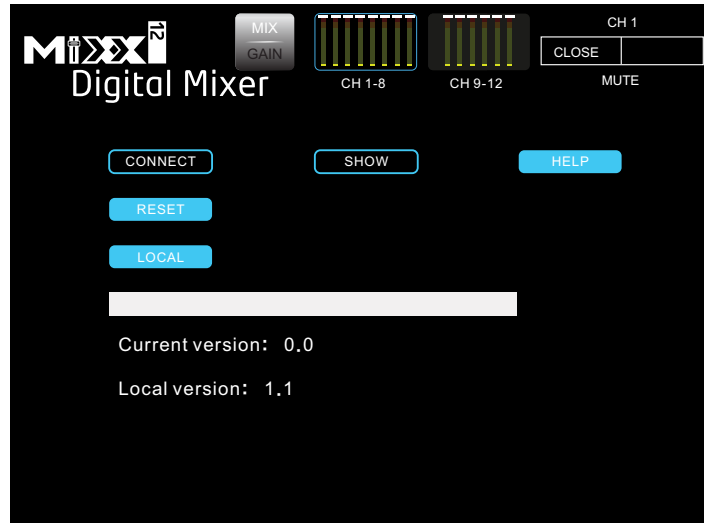 Mixxx 12
Digital Mixer
MIX
GAIN
CH 1-8
CH 9-12
CH 1
CLOSE
MUTE
CONNECT
SHOW
HELP
RESET
LOCAL
Current version: 0.0
Local version: 1.1